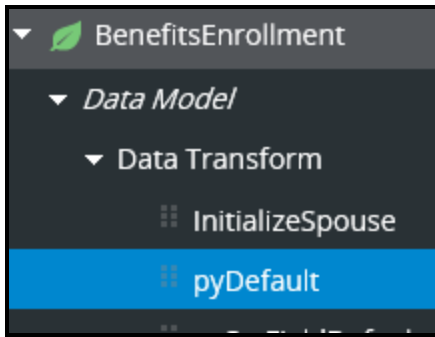 BenefitsEnrollment
Data Model
Data Transform
InitializeSpouse
pyDefault